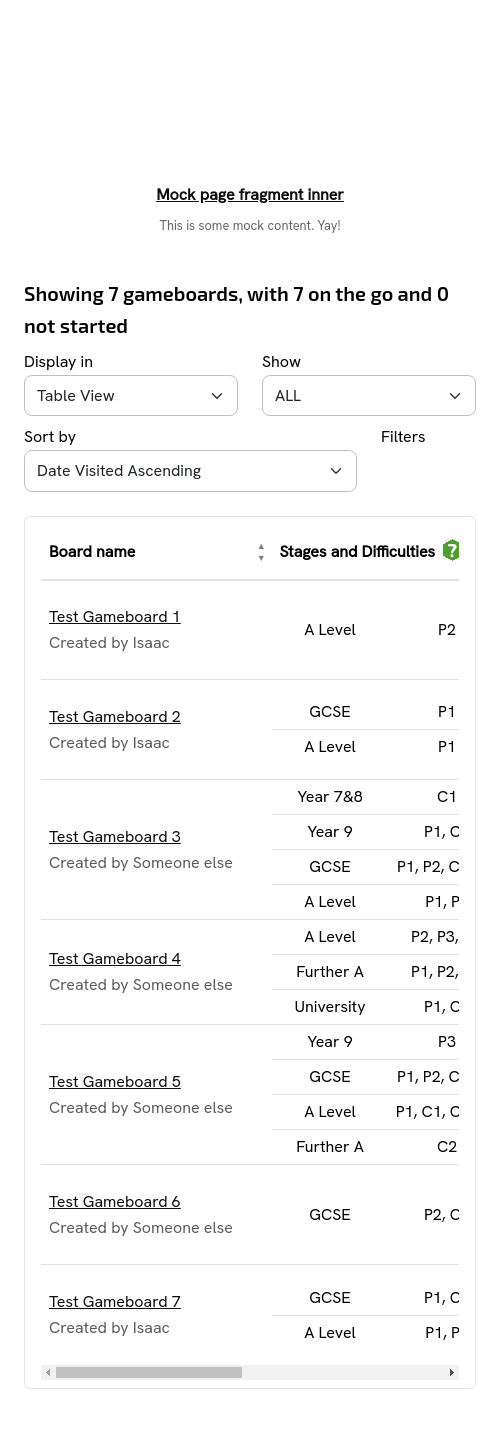 Mock page fragment inner
This is some mock content. Yay!
Showing 7 gameboards, with 7 on the go and 0
not started
Display in
Show
Table View
ALL
Sort by
Filters
Date Visited Ascending
Board name
Stages and Difficulties ?
Test Gameboard 1
Created by Isaac
A Level P2
Test Gameboard 2
Created by Isaac
GCSE P1
A Level P1
Test Gameboard 3
Created by Someone else
Year 7&8 C1
Year 9 P1, C
GCSE P1, P2, C
A Level P1, P
Test Gameboard 4
Created by Someone else
A Level P2, P3,
Further A P1, P2,
University P1, C
Test Gameboard 5
Created by Someone else
Year 9 P3
GCSE P1, P2, C
A Level P1, C1, C
Further A C2
Test Gameboard 6
Created by Someone else
GCSE P2, C
Test Gameboard 7
Created by Isaac
GCSE P1, C
A Level P1, P